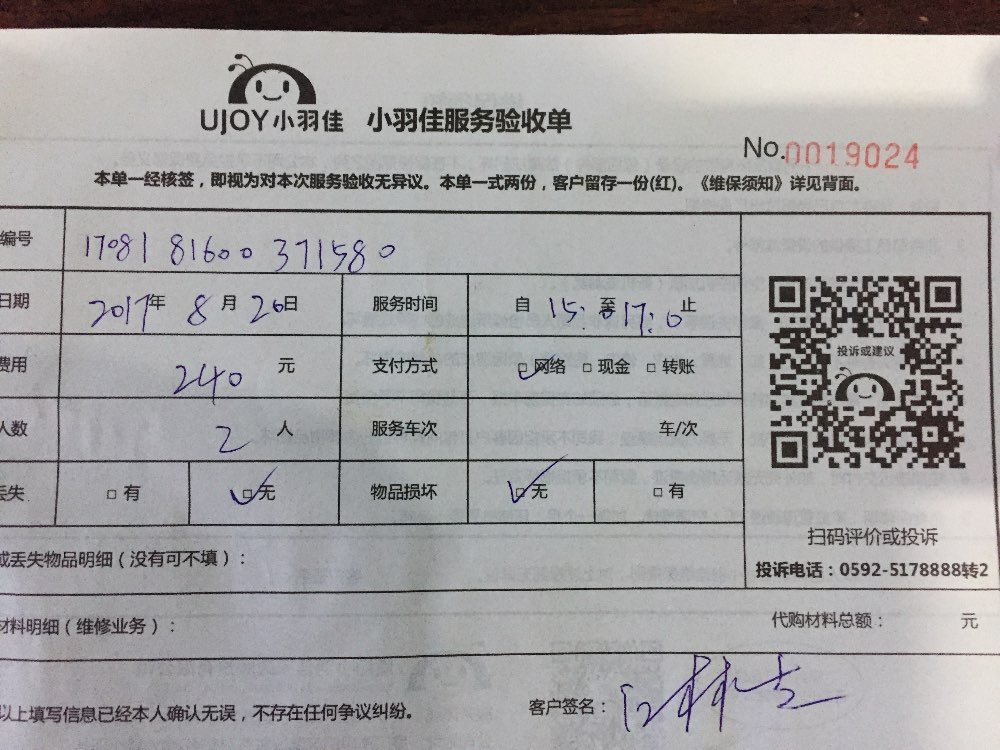 UJOY小羽佳 小羽佳服务验收单
No.0019024
本单一经核签，即视为对本次服务验收无异议。本单一式两份，客户留存一份(红)。《维保须知》详见背面。
编号 170818160037 1580
日期 2017年 8月 26日 服务时间 自 15: 至17:0止
费用 240 元 支付方式 网络 现金 转账
人数 2 人 服务车次 车/次
丢失 有 无 物品损坏 无 有
投诉或建议
扫码评价或投诉
投诉电话：0592-5178888转2
或丢失物品明细（没有可不填）：
材料明细（维修业务）： 代购材料总额： 元
以上填写信息已经本人确认无误，不存在任何争议纠纷。 客户签名：